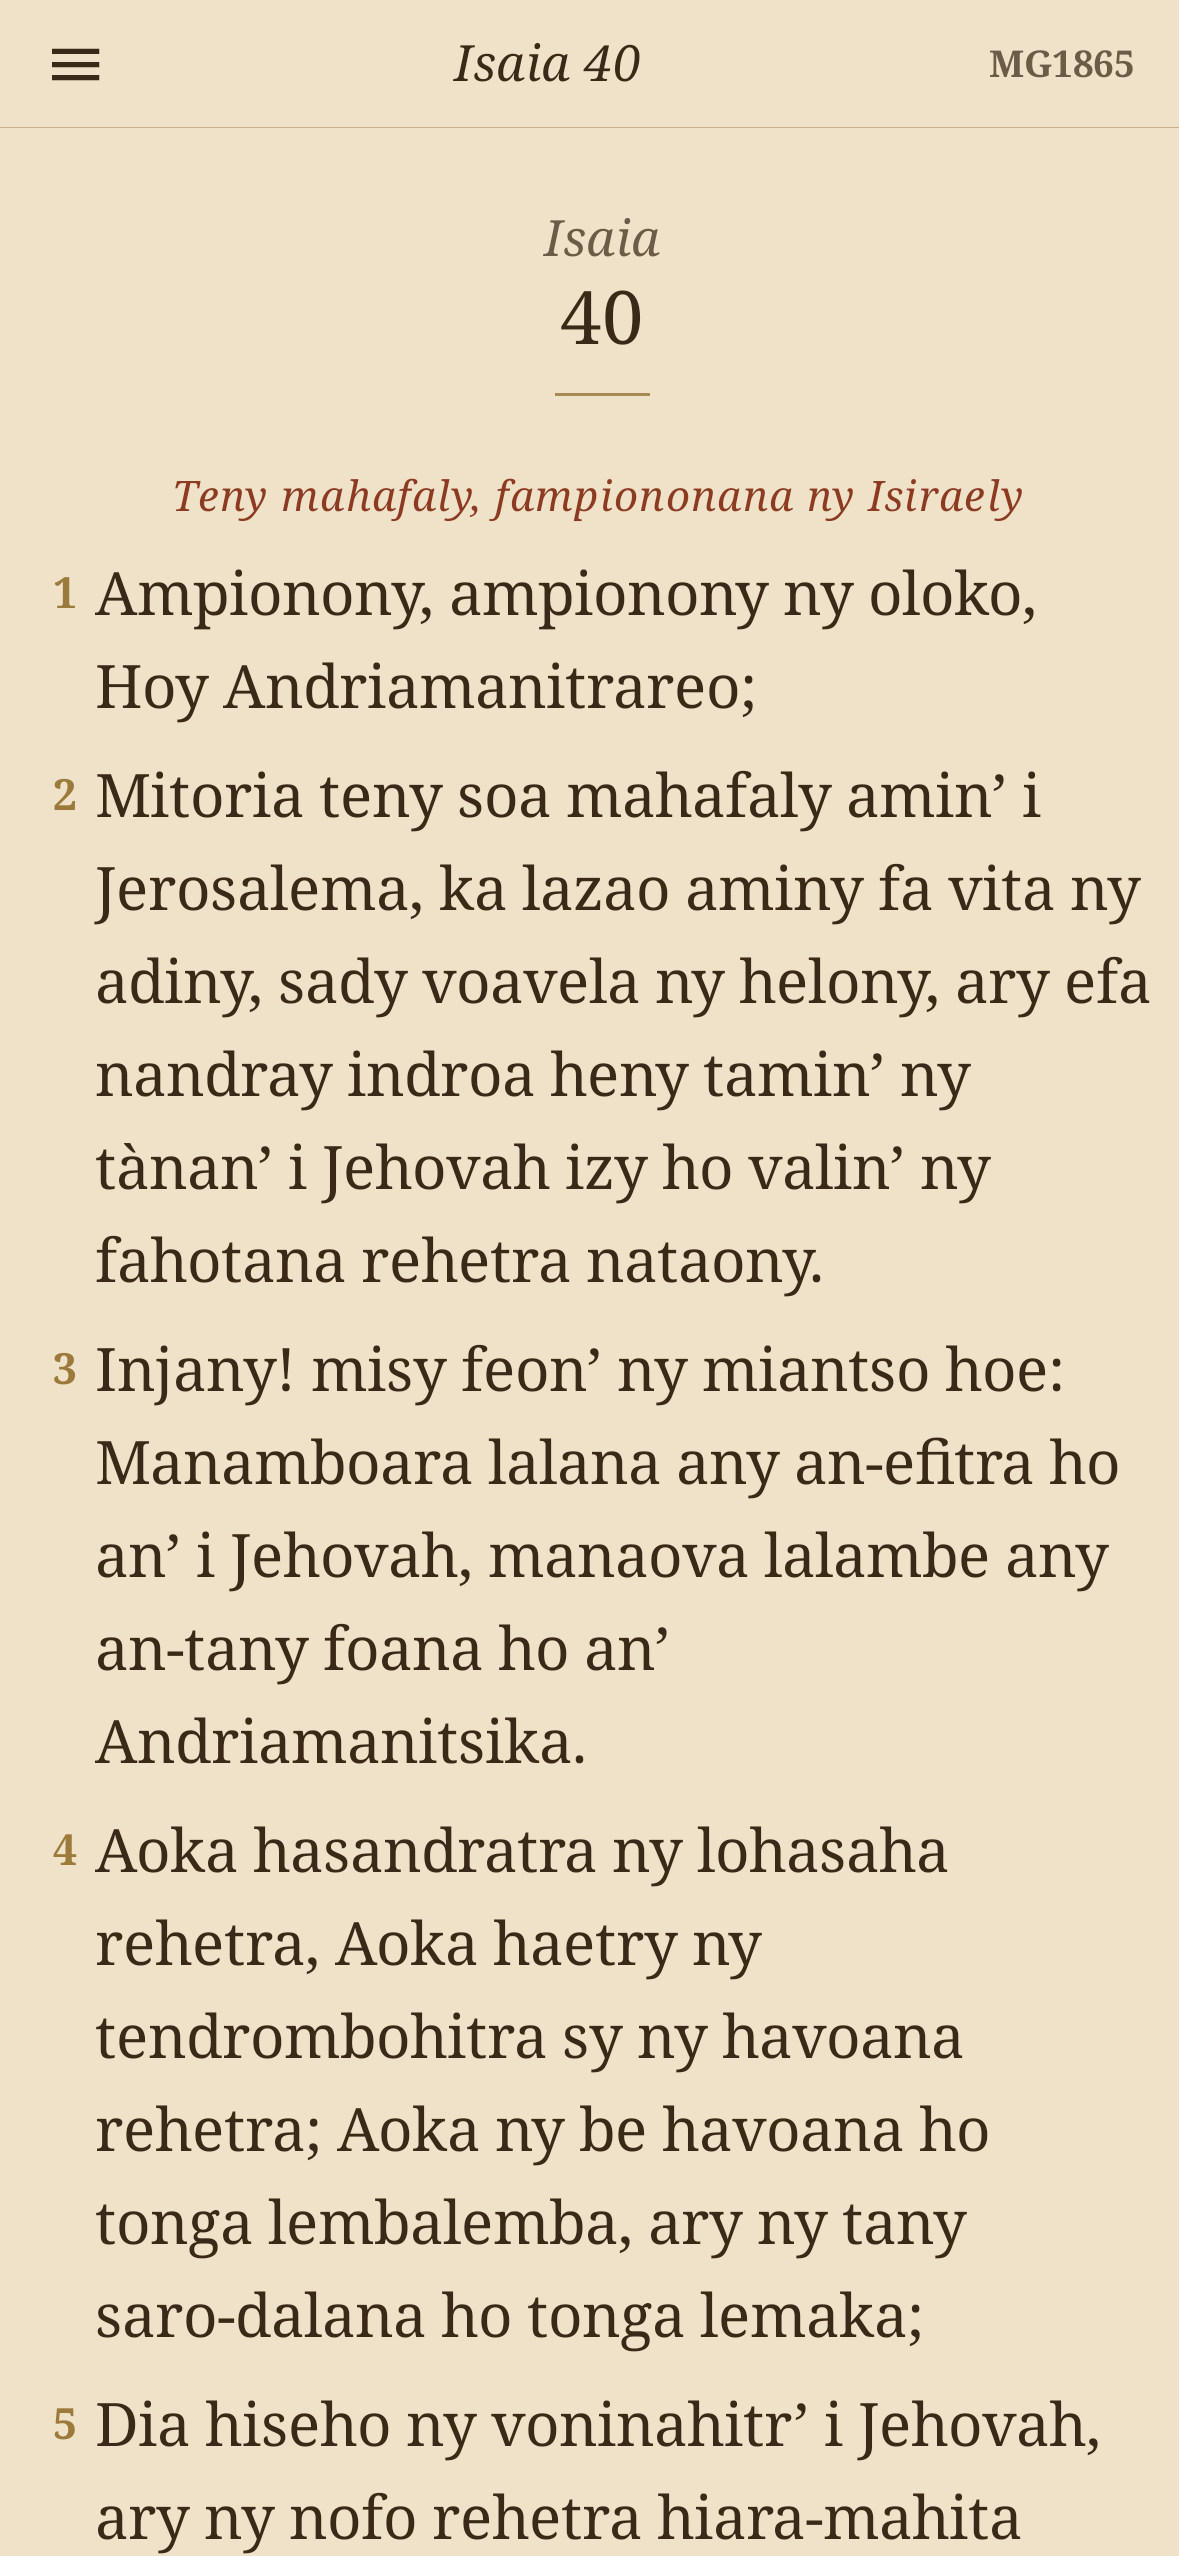 Isaia 40
MG1865
Isaia
40
Teny mahafaly, fampiononana ny Isiraely
1 Ampionony, ampionony ny oloko,
Hoy Andriamanitrareo;
2 Mitoria teny soa mahafaly amin’ i
Jerosalema, ka lazao aminy fa vita ny
adiny, sady voavela ny helony, ary efa
nandray indroa heny tamin’ ny
tànan’ i Jehovah izy ho valin’ ny
fahotana rehetra nataony.
3 Injany! misy feon’ ny miantso hoe:
Manamboara lalana any an-efitra ho
an’ i Jehovah, manaova lalambe any
an-tany foana ho an’
Andriamanitsika.
4 Aoka hasandratra ny lohasaha
rehetra, Aoka haetry ny
tendrombohitra sy ny havoana
rehetra; Aoka ny be havoana ho
tonga lembalemba, ary ny tany
saro-dalana ho tonga lemaka;
5 Dia hiseho ny voninahitr’ i Jehovah,
ary ny nofo rehetra hiara-mahita